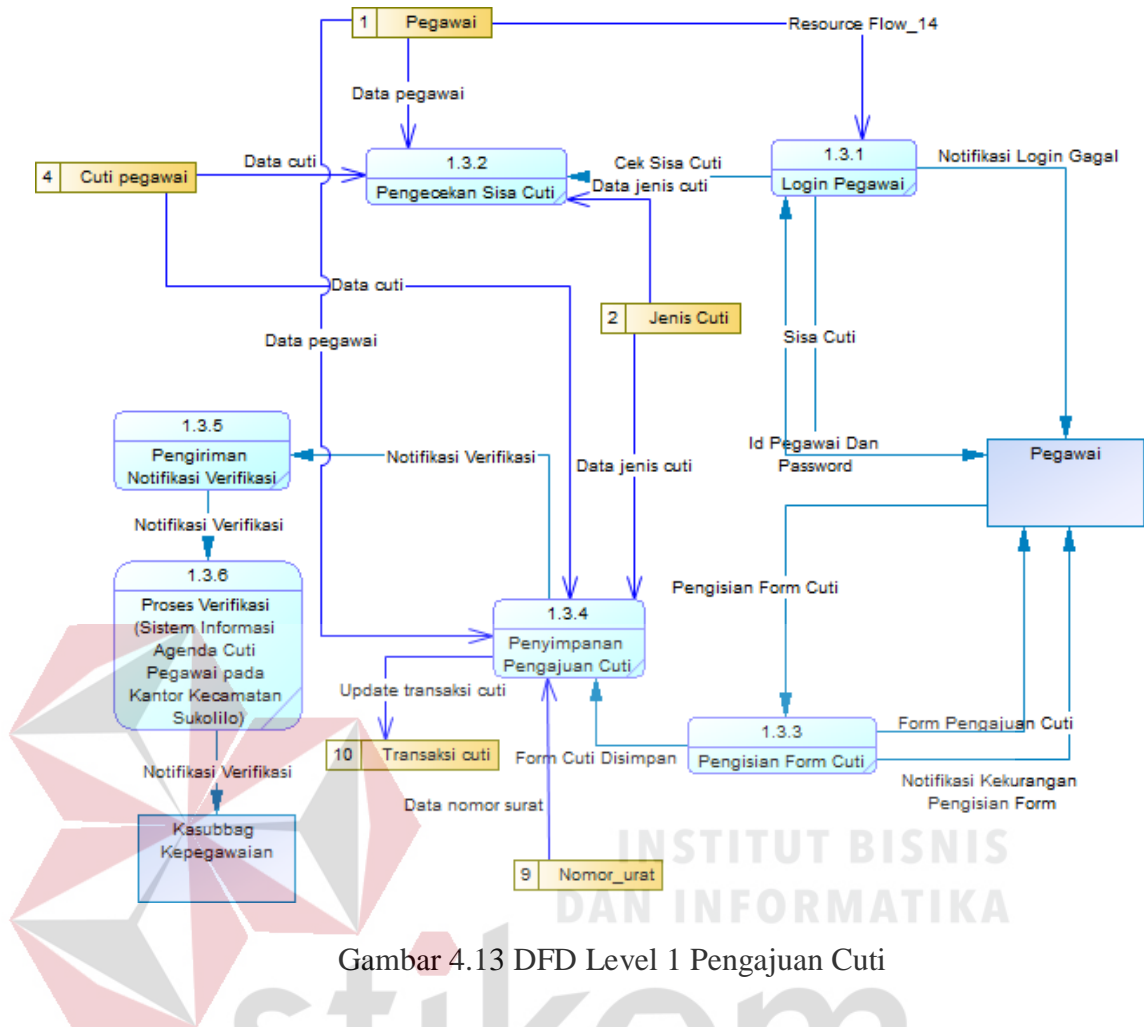 1 Pegawai
Resource Flow_14
Data pegawai
4 Cuti pegawai
Data cuti
1.3.2
Pengecekan Sisa Cuti
Cek Sisa Cuti
Data jenis cuti
1.3.1
Login Pegawai
Notifikasi Login Gagal
Data cuti
2 Jenis Cuti
Data pegawai
Sisa Cuti
1.3.5
Pengiriman
Notifikasi Verifikasi
Notifikasi Verifikasi
Data jenis cuti
Id Pegawai Dan
Password
Pegawai
Notifikasi Verifikasi
1.3.6
Proses Verifikasi
(Sistem Informasi
Agenda Cuti
Pegawai pada
Kantor Kecamatan
Sukolilo)
Pengisian Form Cuti
1.3.4
Penyimpanan
Pengajuan Cuti
Update transaksi cuti
10 Transaksi cuti
Form Cuti Disimpan
1.3.3
Pengisian Form Cuti
Form Pengajuan Cuti
Notifikasi Kekurangan
Pengisian Form
Notifikasi Verifikasi
Data nomor surat
Kasubbag
Kepegawaian
9 Nomor_urat
INSTITUT BISNIS
DAN INFORMATIKA
Gambar 4.13 DFD Level 1 Pengajuan Cuti
stikom